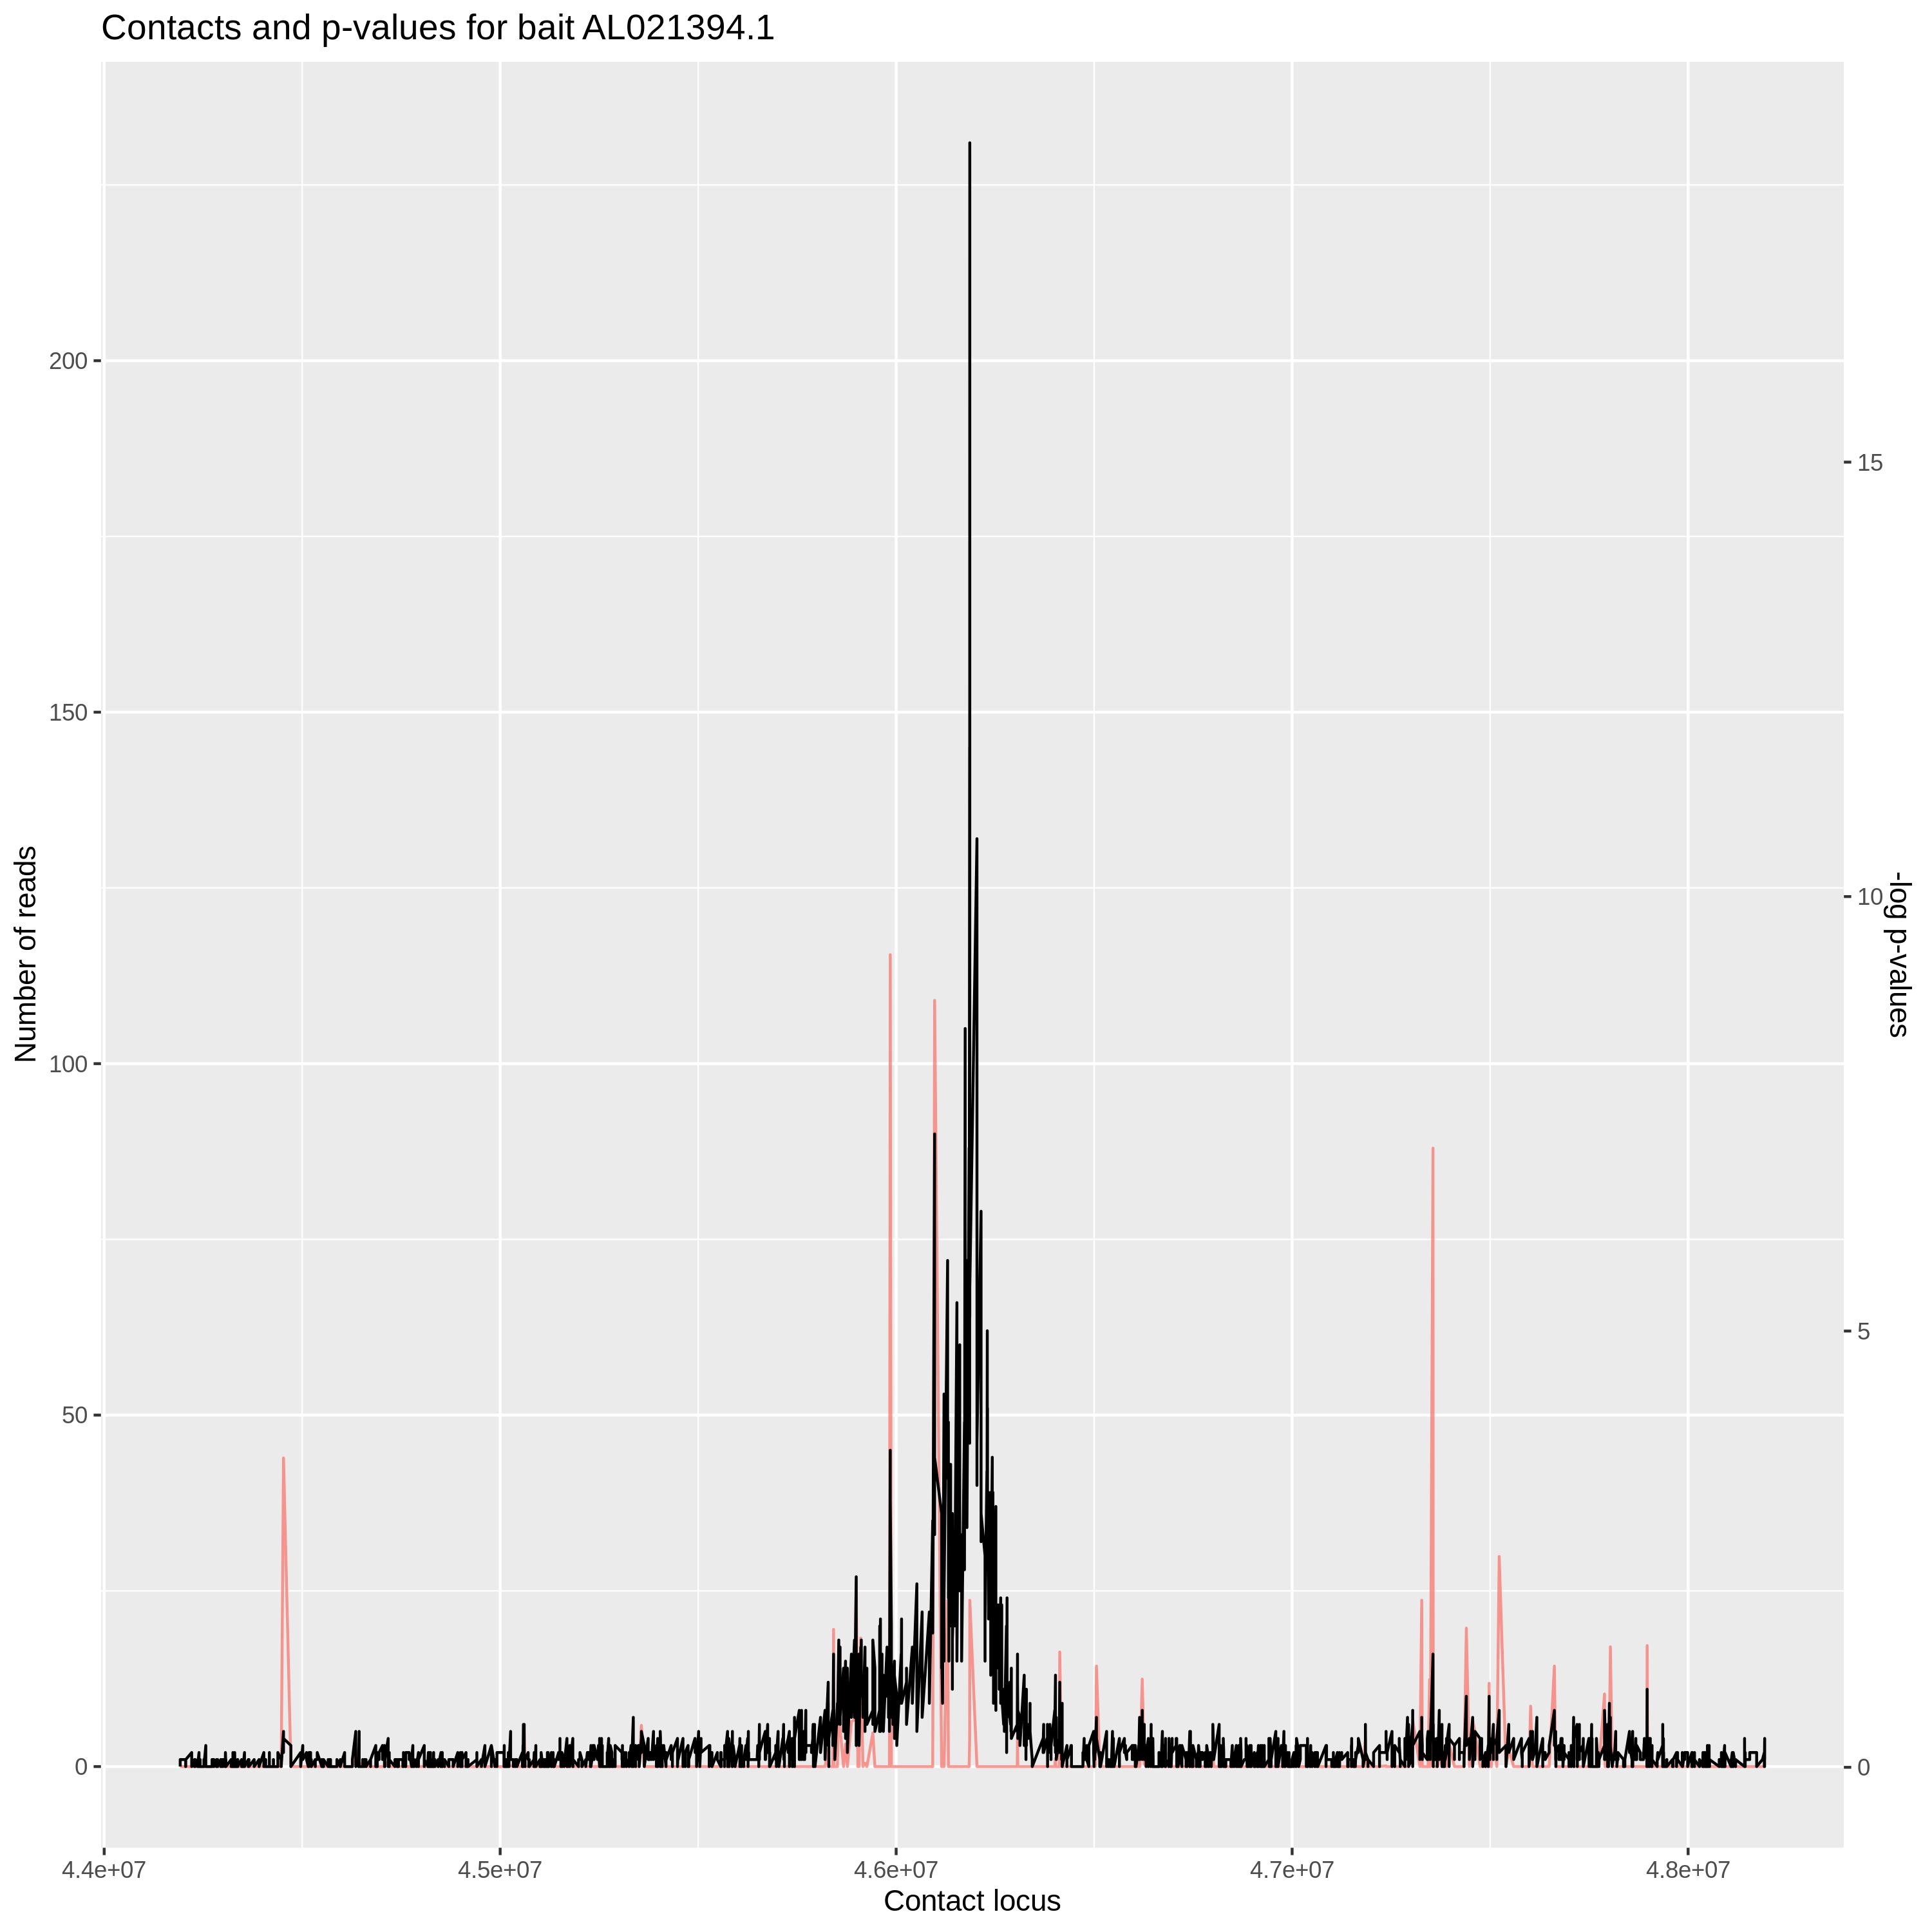 Contacts and p-values for bait AL021394.1
200
150
100
50
0
Number of reads
15
10
5
0
-log p-values
4.4e+07
4.5e+07
4.6e+07
4.7e+07
4.8e+07
Contact locus